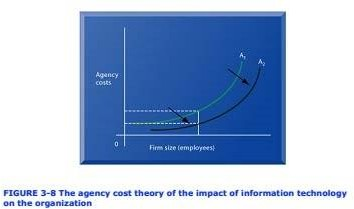 A1
A2
Agency
costs
0
Firm size (employees)
FIGURE 3-8 The agency cost theory of the impact of information technology
on the organization